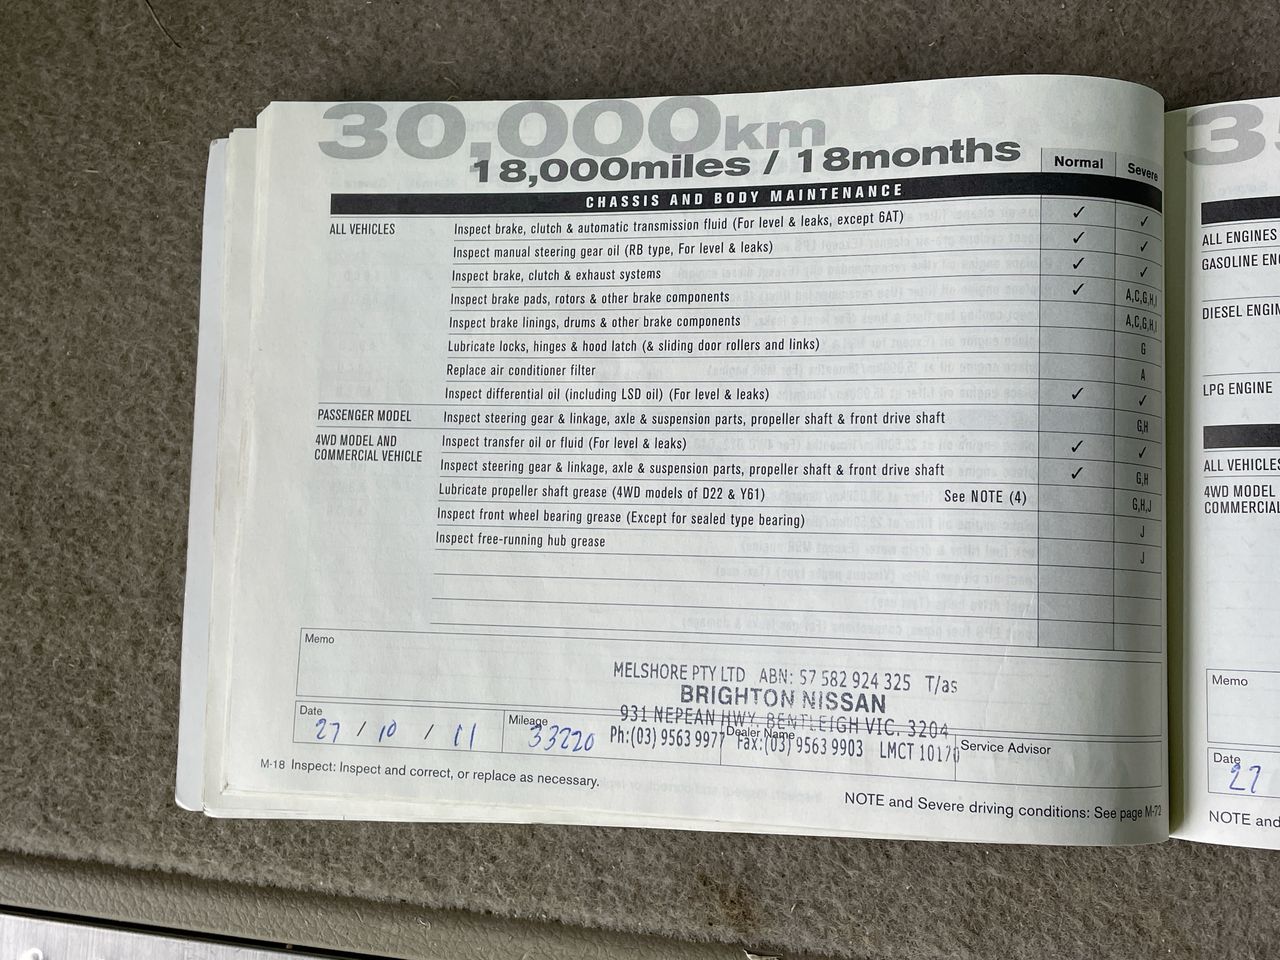 30,000km
18,000miles / 18months
Normal
Severe
CHASSIS AND BODY MAINTENANCE
ALL VEHICLES
Inspect brake, clutch & automatic transmission fluid (For level & leaks, except 6AT) ✓ ✓
Inspect manual steering gear oil (RB type, For level & leaks) ✓ ✓
Inspect brake, clutch & exhaust systems ✓ ✓
Inspect brake pads, rotors & other brake components ✓ A,C,G,H,I
Inspect brake linings, drums & other brake components A,C,G,H,I
Lubricate locks, hinges & hood latch (& sliding door rollers and links) G
Replace air conditioner filter A
Inspect differential oil (including LSD oil) (For level & leaks) ✓ ✓
PASSENGER MODEL Inspect steering gear & linkage, axle & suspension parts, propeller shaft & front drive shaft G,H
4WD MODEL AND
COMMERCIAL VEHICLE
Inspect transfer oil or fluid (For level & leaks) ✓ ✓
Inspect steering gear & linkage, axle & suspension parts, propeller shaft & front drive shaft ✓ G,H
Lubricate propeller shaft grease (4WD models of D22 & Y61) See NOTE (4) G,H,J
Inspect front wheel bearing grease (Except for sealed type bearing) J
Inspect free-running hub grease J
Memo
MELSHORE PTY LTD ABN: 57 582 924 325 T/as
BRIGHTON NISSAN
931 NEPEAN HWY, BENTLEIGH VIC. 3204
Ph:(03) 9563 9977 Fax:(03) 9563 9903 LMCT 10170
Date
27 / 10 / 11
Mileage
33220
Dealer Name
Service Advisor
M-18 Inspect: Inspect and correct, or replace as necessary.
NOTE and Severe driving conditions: See page M-72
ALL ENGINES
GASOLINE
DIESEL
LPG ENGINE
ALL VEHICLES
4WD MODEL
Memo
Date
27
NOTE and